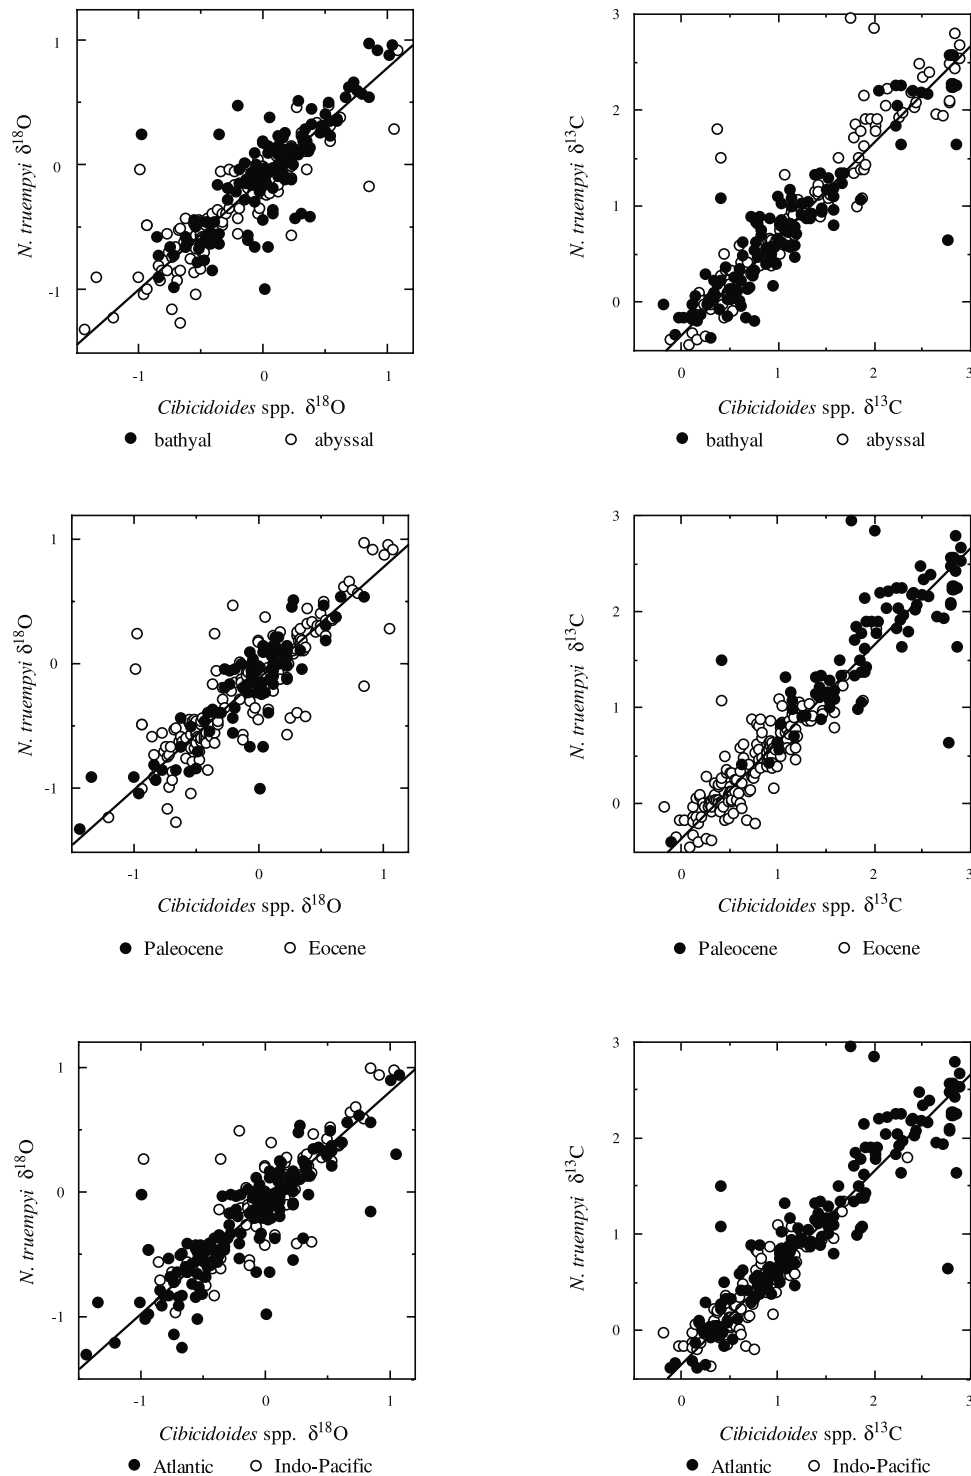 1
0
-1
N. truempyi δ18O
-1
0
1
Cibicidoides spp. δ18O
bathyal
abyssal
3
2
1
0
N. truempyi δ13C
0
1
2
3
Cibicidoides spp. δ13C
bathyal
abyssal
1
0
-1
N. truempyi δ18O
-1
0
1
Cibicidoides spp. δ18O
Paleocene
Eocene
3
2
1
0
N. truempyi δ13C
0
1
2
3
Cibicidoides spp. δ13C
Paleocene
Eocene
1
0
-1
N. truempyi δ18O
-1
0
1
Cibicidoides spp. δ18O
Atlantic
Indo-Pacific
3
2
1
0
N. truempyi δ13C
0
1
2
3
Cibicidoides spp. δ13C
Atlantic
Indo-Pacific